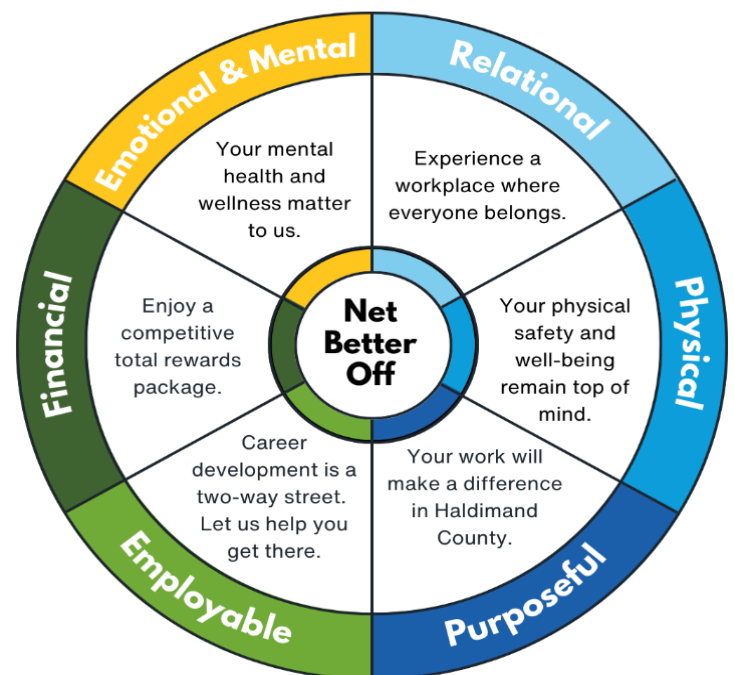 Emotional & Mental
Your mental
health and
wellness matter
to us.
Relational
Experience a
workplace where
everyone belongs.
Physical
Your physical
safety and
well-being
remain top of
mind.
Purposeful
Your work will
make a difference
in Haldimand
County.
Employable
Career
development is a
two-way street.
Let us help you
get there.
Financial
Enjoy a
competitive
total rewards
package.
Net
Better
Off